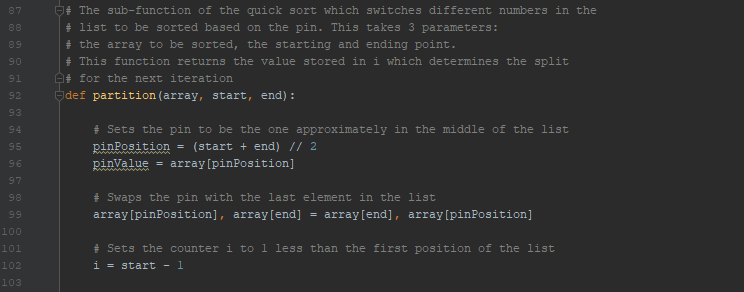 87 # The sub-function of the quick sort which switches different numbers in the
88 # list to be sorted based on the pin. This takes 3 parameters:
89 # the array to be sorted, the starting and ending point.
90 # This function returns the value stored in i which determines the split
91 # for the next iteration
92 def partition(array, start, end):
93
94 # Sets the pin to be the one approximately in the middle of the list
95 pinPosition = (start + end) // 2
96 pinValue = array[pinPosition]
97
98 # Swaps the pin with the last element in the list
99 array[pinPosition], array[end] = array[end], array[pinPosition]
100
101 # Sets the counter i to 1 less than the first position of the list
102 i = start - 1
103